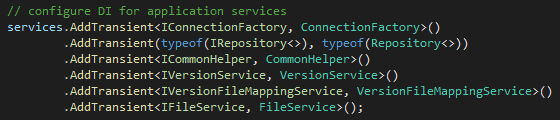 // configure DI for application services
services.AddTransient<IConnectionFactory, ConnectionFactory>()
.AddTransient(typeof(IRepository<>), typeof(Repository<>))
.AddTransient<ICommonHelper, CommonHelper>()
.AddTransient<IVersionService, VersionService>()
.AddTransient<IVersionFileMappingService, VersionFileMappingService>()
.AddTransient<IFileService, FileService>();